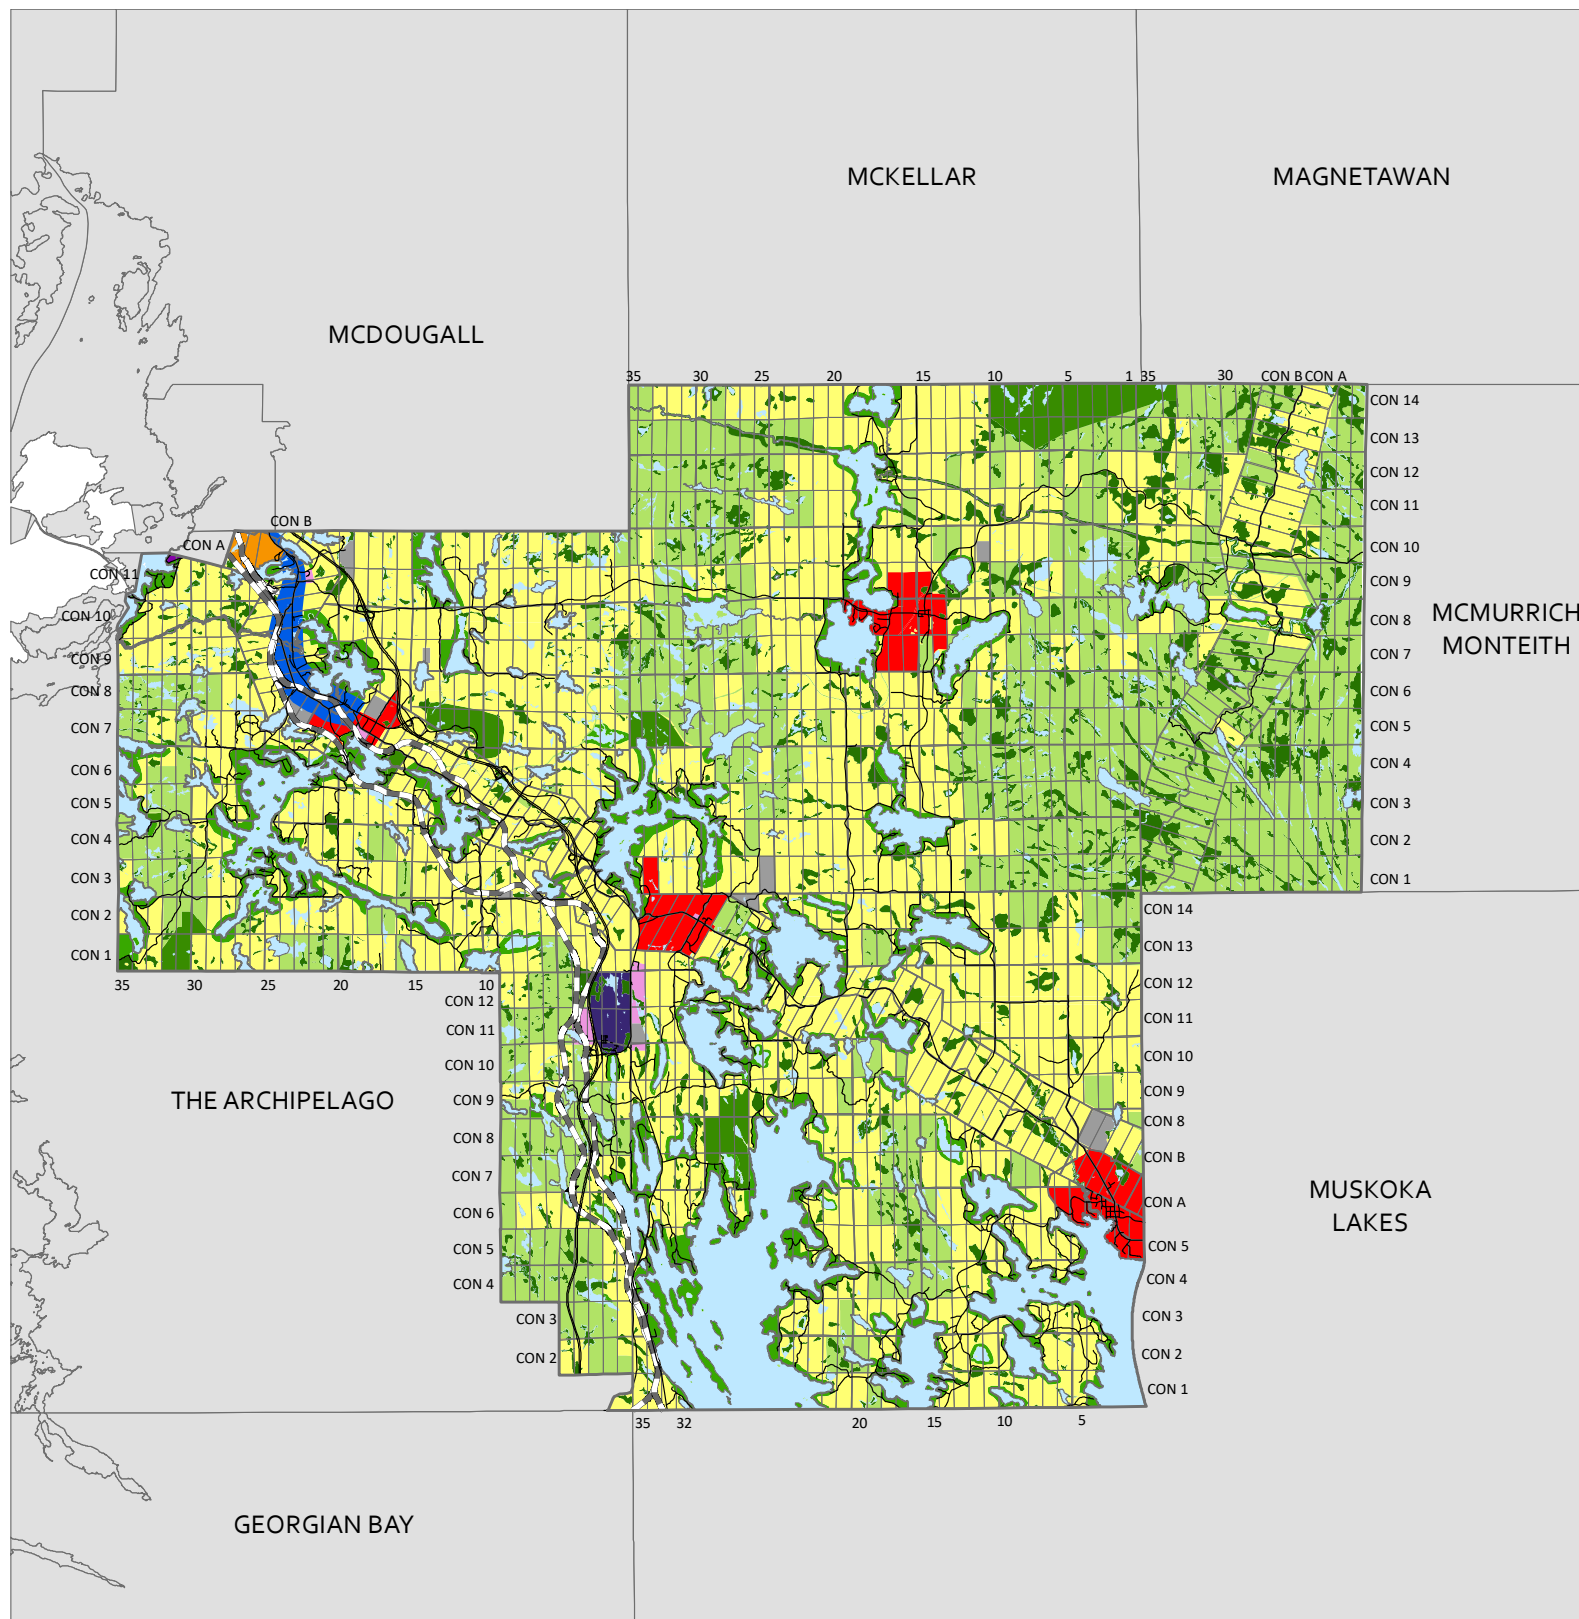 MCKELLAR
MAGNETAWAN
MCDOUGALL
35 30 25 20 15 10 5 1 35 30 CON B CON A
CON 14
CON 13
CON 12
CON 11
CON 10
CON 9
CON 8
CON 7
CON 6
CON 5
CON 4
CON 3
CON 2
CON 1
MCMURRICH
MONTEITH
CON B
CON A
CON 11
CON 10
CON 9
CON 8
CON 7
CON 6
CON 5
CON 4
CON 3
CON 2
CON 1
35 30 25 20 15 10
CON 14
CON 13
CON 12
CON 11
CON 10
CON 9
CON 8
CON B
CON A
CON 5
CON 4
CON 3
CON 2
CON 1
CON 12
CON 11
CON 10
CON 9
CON 8
CON 7
CON 6
CON 5
CON 4
CON 3
CON 2
THE ARCHIPELAGO
MUSKOKA
LAKES
35 32 20 15 10 5
GEORGIAN BAY